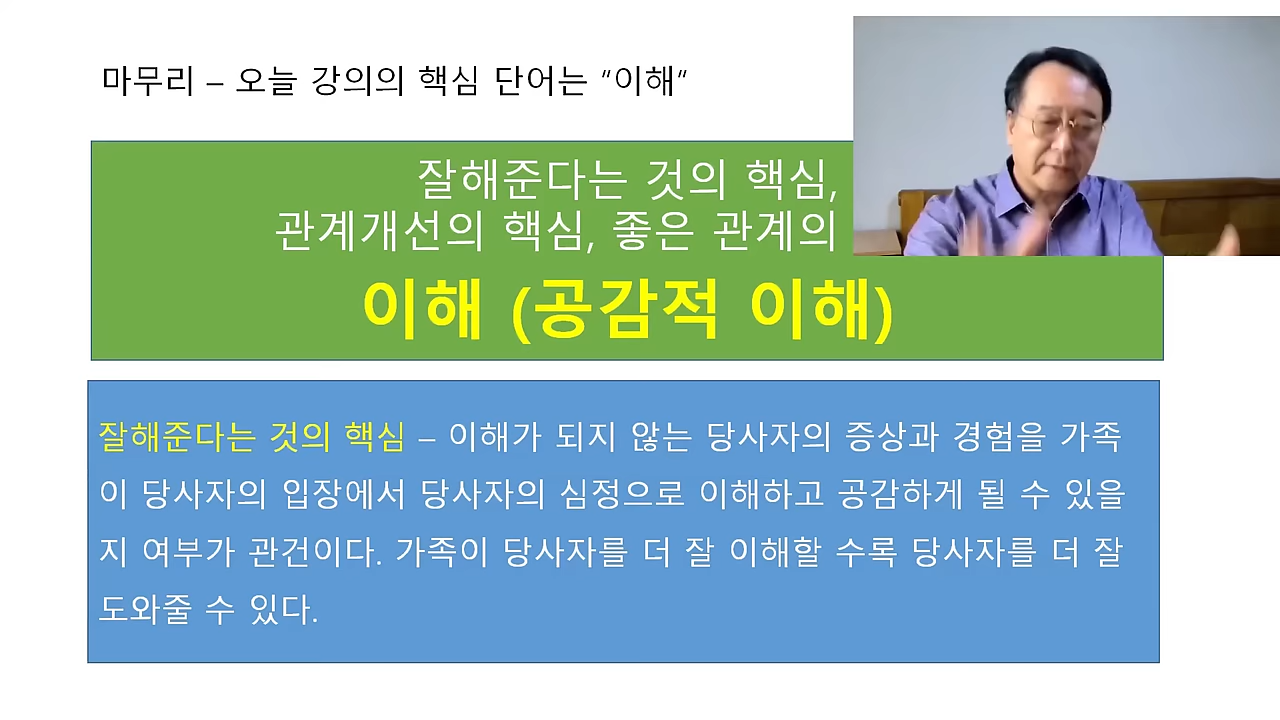 마무리 – 오늘 강의의 핵심 단어는 "이해"
잘해준다는 것의 핵심,
관계개선의 핵심, 좋은 관계의
이해 (공감적 이해)
잘해준다는 것의 핵심 – 이해가 되지 않는 당사자의 증상과 경험을 가족
이 당사자의 입장에서 당사자의 심정으로 이해하고 공감하게 될 수 있을
지 여부가 관건이다. 가족이 당사자를 더 잘 이해할 수록 당사자를 더 잘
도와줄 수 있다.